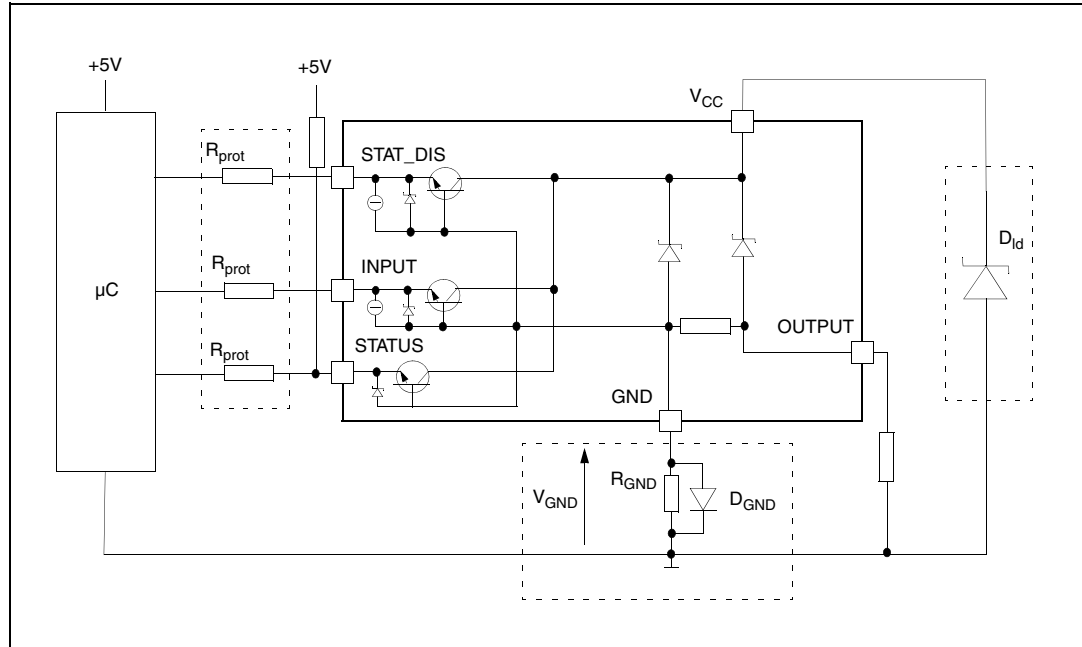 +5V
+5V
V_CC
R_prot
STAT_DIS
D_ld
R_prot
INPUT
µC
OUTPUT
R_prot
STATUS
GND
R_GND
V_GND
D_GND